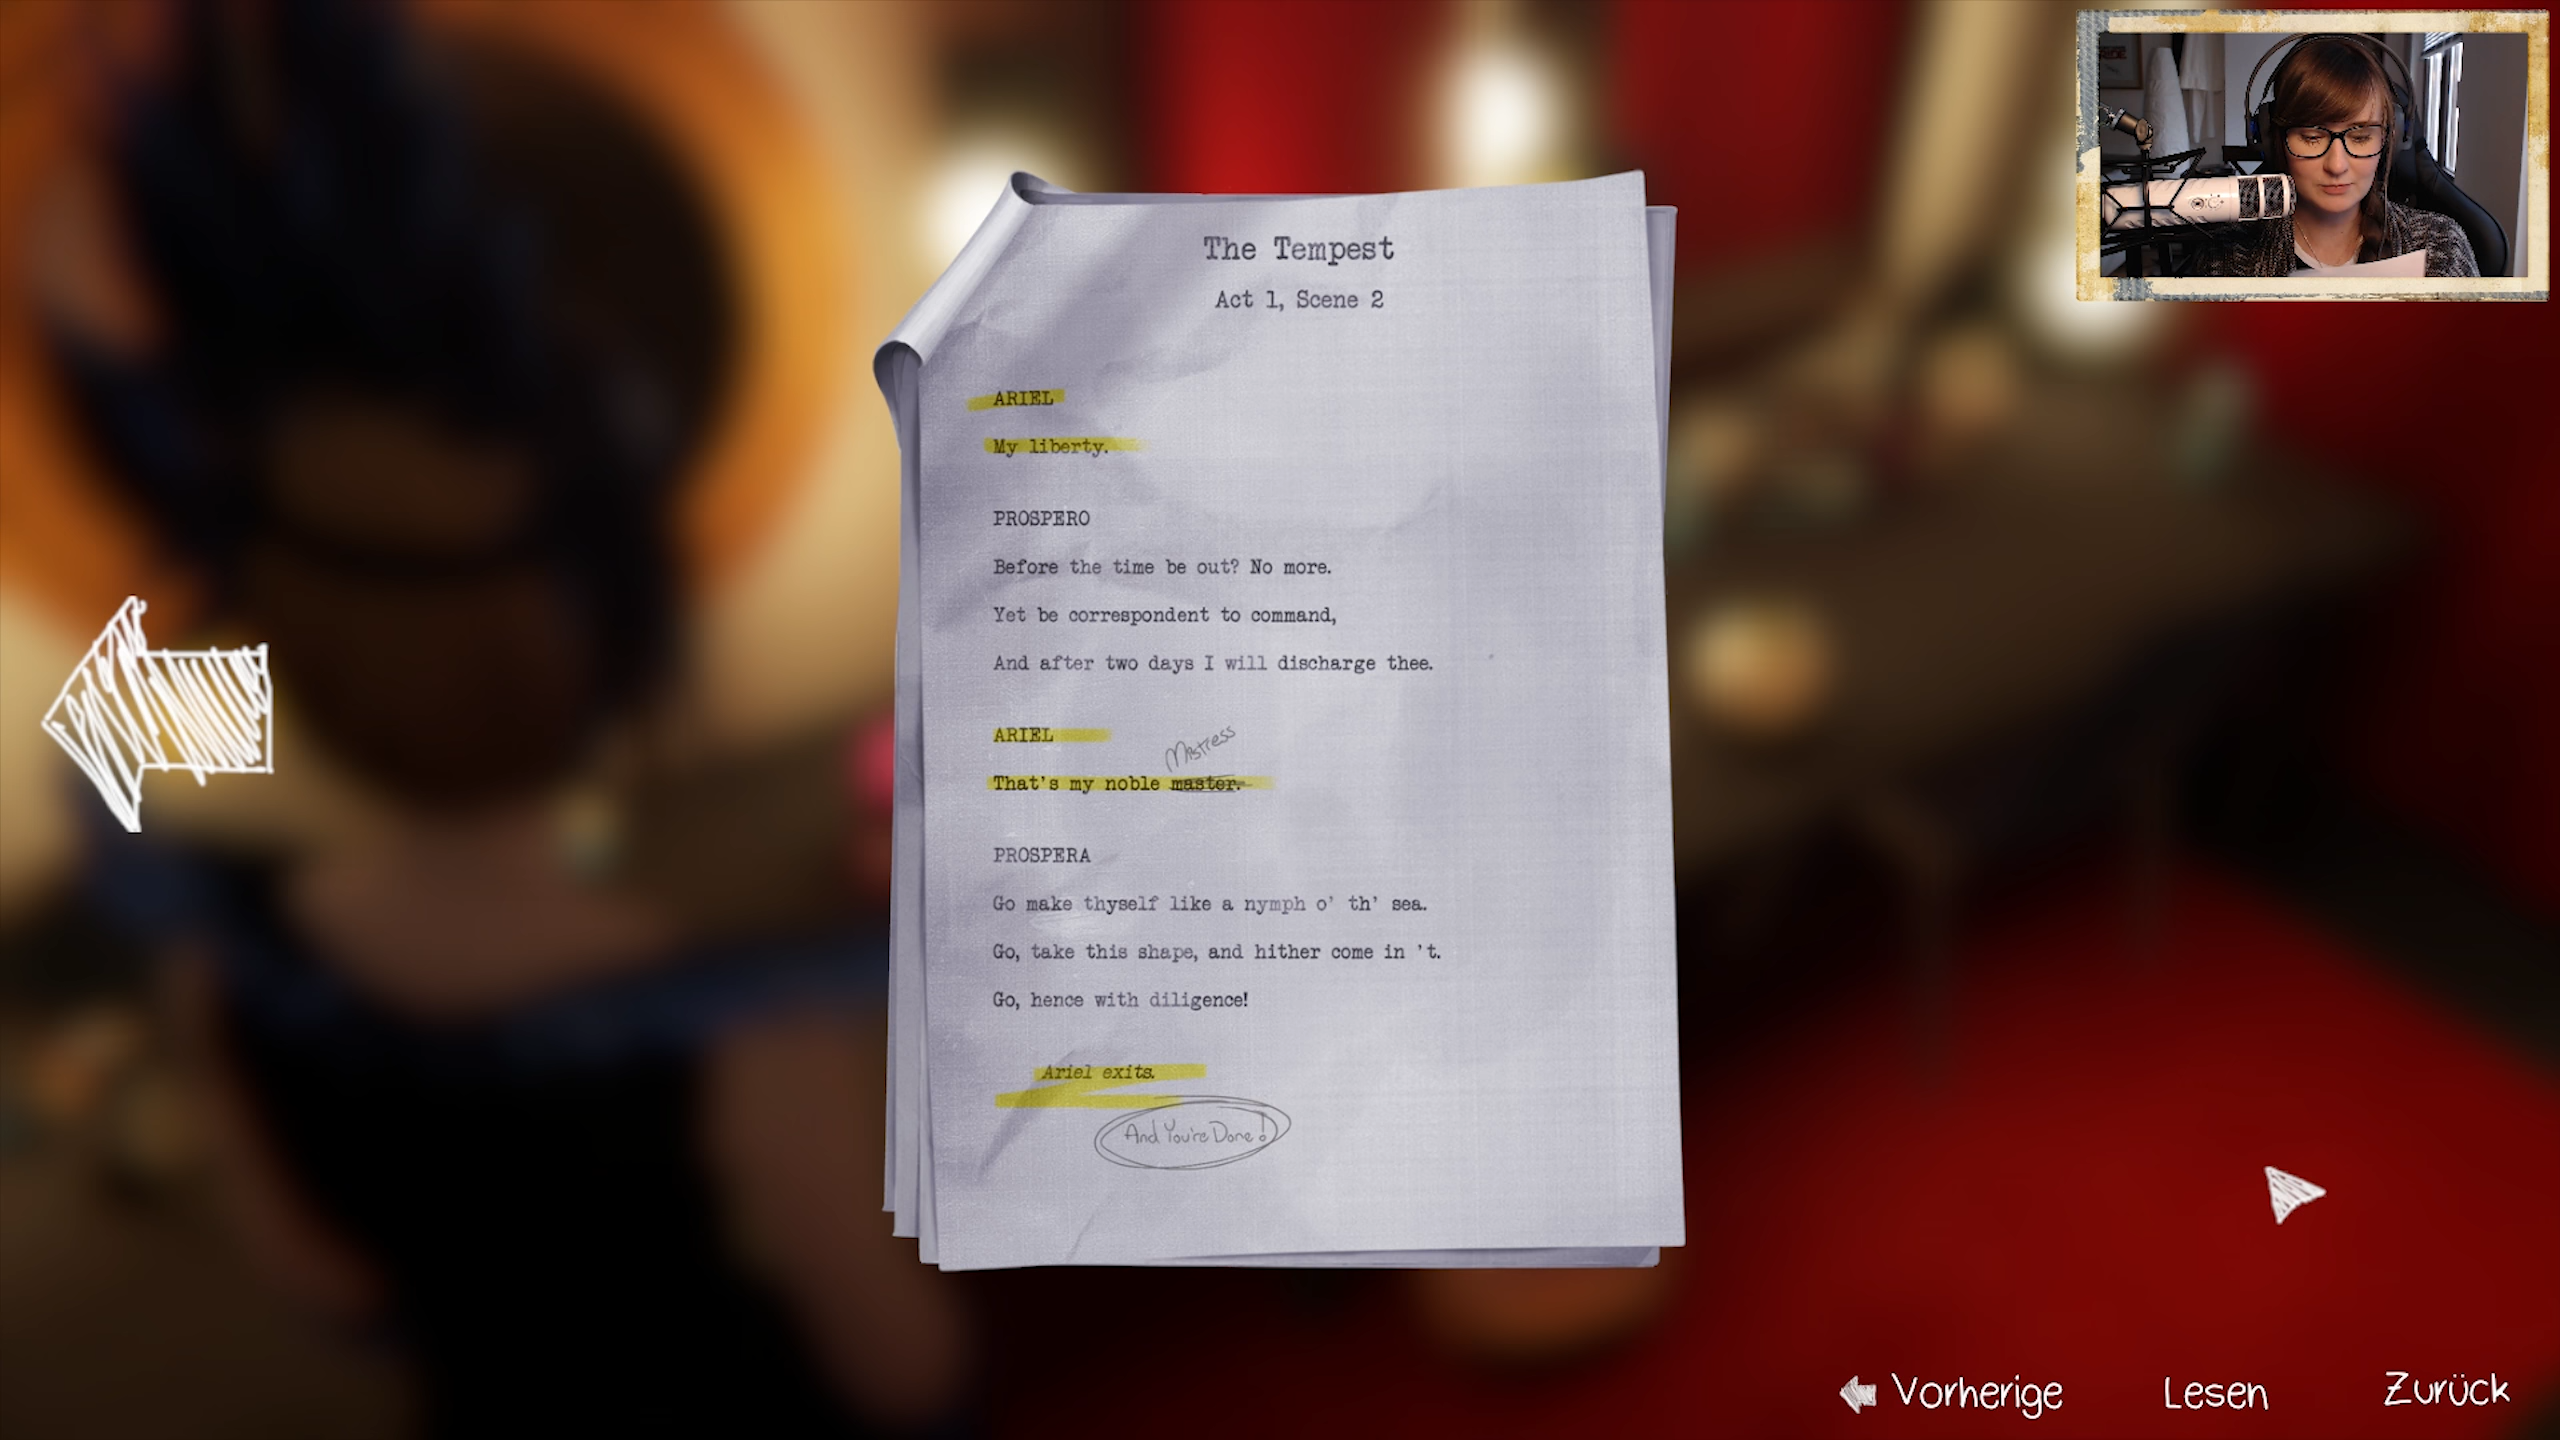 The Tempest
Act 1, Scene 2
ARIEL
My liberty.
PROSPERO
Before the time be out? No more.
Yet be correspondent to command,
And after two days I will discharge thee.
ARIEL
Mistress
That's my noble master.
PROSPERA
Go make thyself like a nymph o' th' sea.
Go, take this shape, and hither come in 't.
Go, hence with diligence!
Ariel exits.
And You're Done!
Vorherige Lesen Zurück